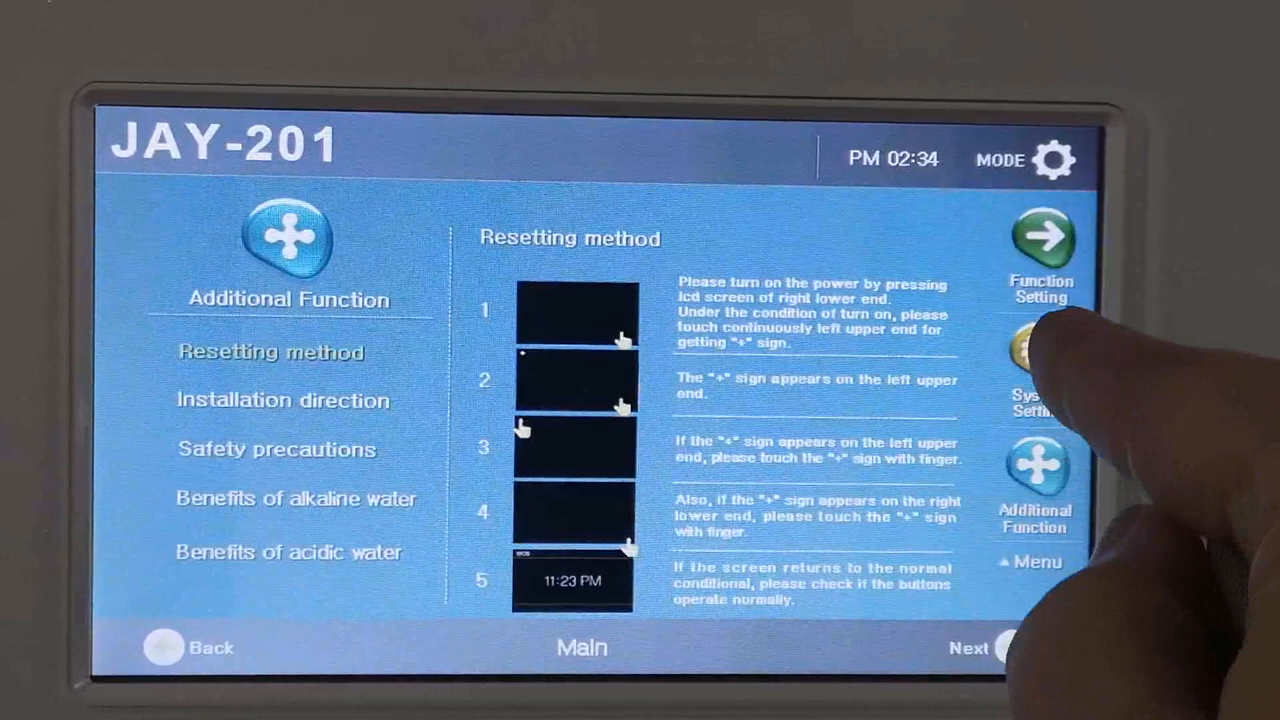 JAY-201
PM 02:34
MODE
Additional Function
Resetting method
Installation direction
Safety precautions
Benefits of alkaline water
Benefits of acidic water
Resetting method
1
Please turn on the power by pressing
lcd screen of right lower end.
Under the condition of turn on, please
touch continuously left upper end for
getting "+" sign.
2
The "+" sign appears on the left upper
end.
3
If the "+" sign appears on the left upper
end, please touch the "+" sign with finger.
4
Also, if the "+" sign appears on the right
lower end, please touch the "+" sign
with finger.
5
11:23 PM
If the screen returns to the normal
conditional, please check if the buttons
operate normally.
Function
Setting
Additional
Function
Menu
Back
Main
Next